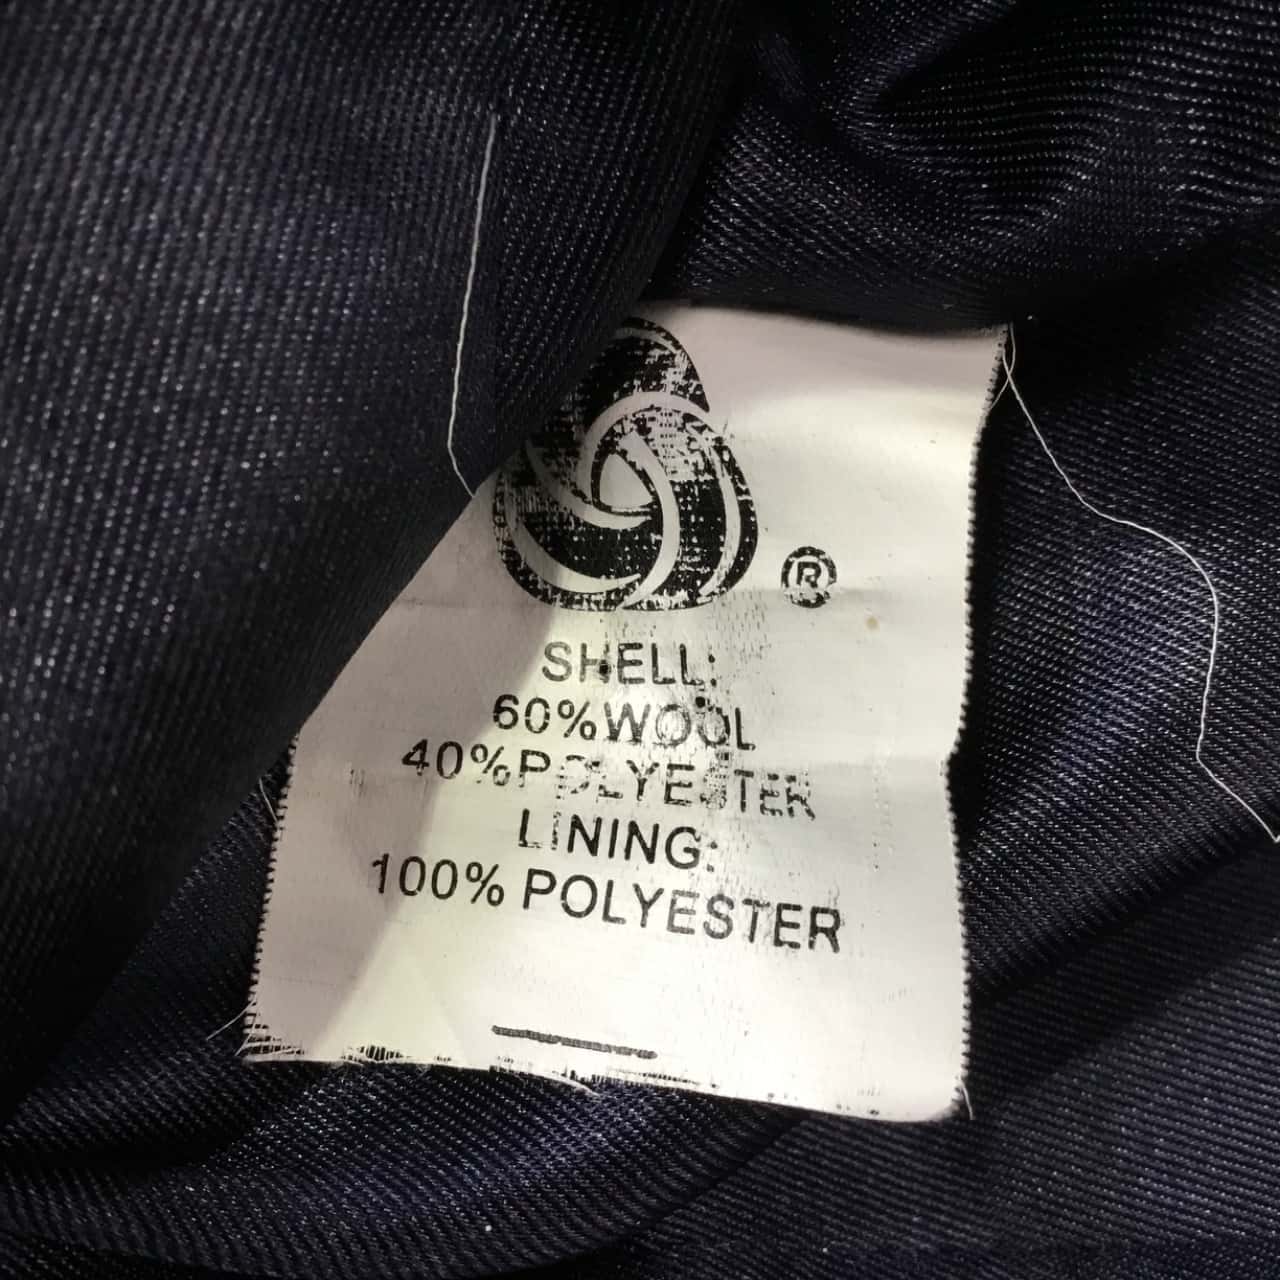 ®
SHELL:
60%WOOL
40%POLYESTER
LINING:
100% POLYESTER